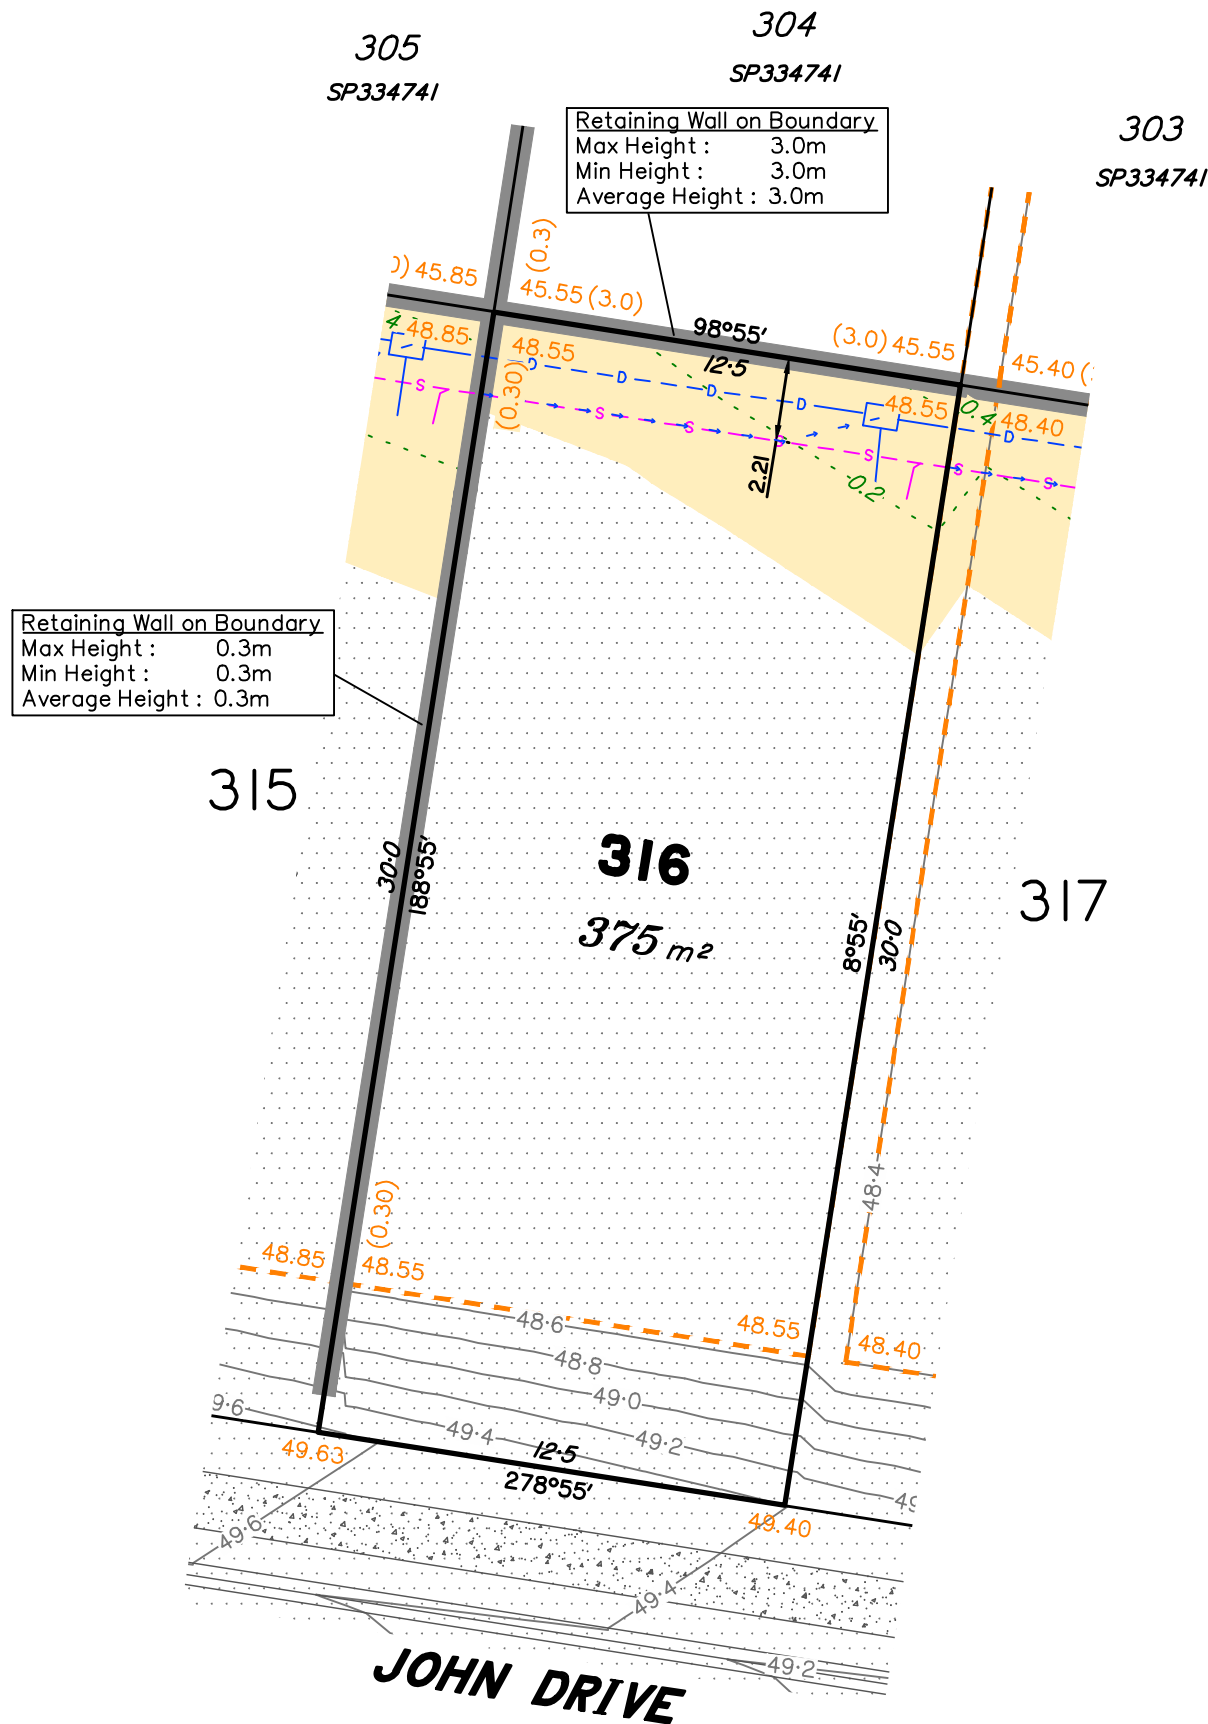 305
SP334741
304
SP334741
303
SP334741
Retaining Wall on Boundary
Max Height : 3.0m
Min Height : 3.0m
Average Height : 3.0m
(0.3)
) 45.85
45.55 (3.0)
(3.0) 45.55
45.40 (
98°55'
12·5
4
48.85
48.55
(0.30)
D
D
D
D
D
48.55
0.4
48.40
S
S
S
S
S
S
S
2.21
0.2
Retaining Wall on Boundary
Max Height : 0.3m
Min Height : 0.3m
Average Height : 0.3m
315
316
375 m²
317
30·0
188°55'
8°55'
30·0
48·4
(0.30)
48.85
48.55
48·6
48.55
48.40
48·8
49·0
9·6
49·4
49·2
49.63
12·5
278°55'
49.40
49·6
49·4
49·2
JOHN DRIVE